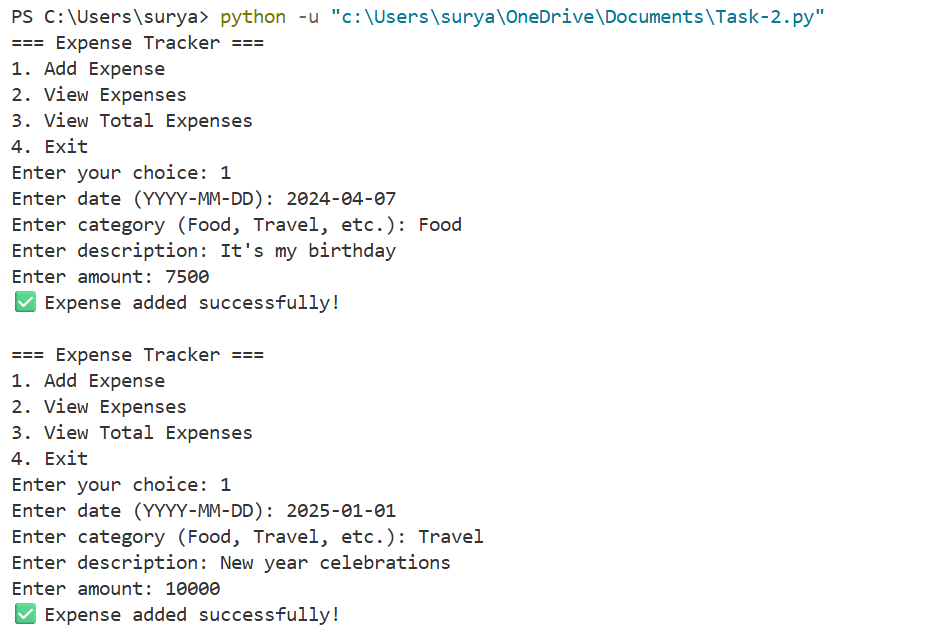 PS C:\Users\surya> python -u "c:\Users\surya\OneDrive\Documents\Task-2.py"
=== Expense Tracker ===
1. Add Expense
2. View Expenses
3. View Total Expenses
4. Exit
Enter your choice: 1
Enter date (YYYY-MM-DD): 2024-04-07
Enter category (Food, Travel, etc.): Food
Enter description: It's my birthday
Enter amount: 7500
✅ Expense added successfully!

=== Expense Tracker ===
1. Add Expense
2. View Expenses
3. View Total Expenses
4. Exit
Enter your choice: 1
Enter date (YYYY-MM-DD): 2025-01-01
Enter category (Food, Travel, etc.): Travel
Enter description: New year celebrations
Enter amount: 10000
✅ Expense added successfully!